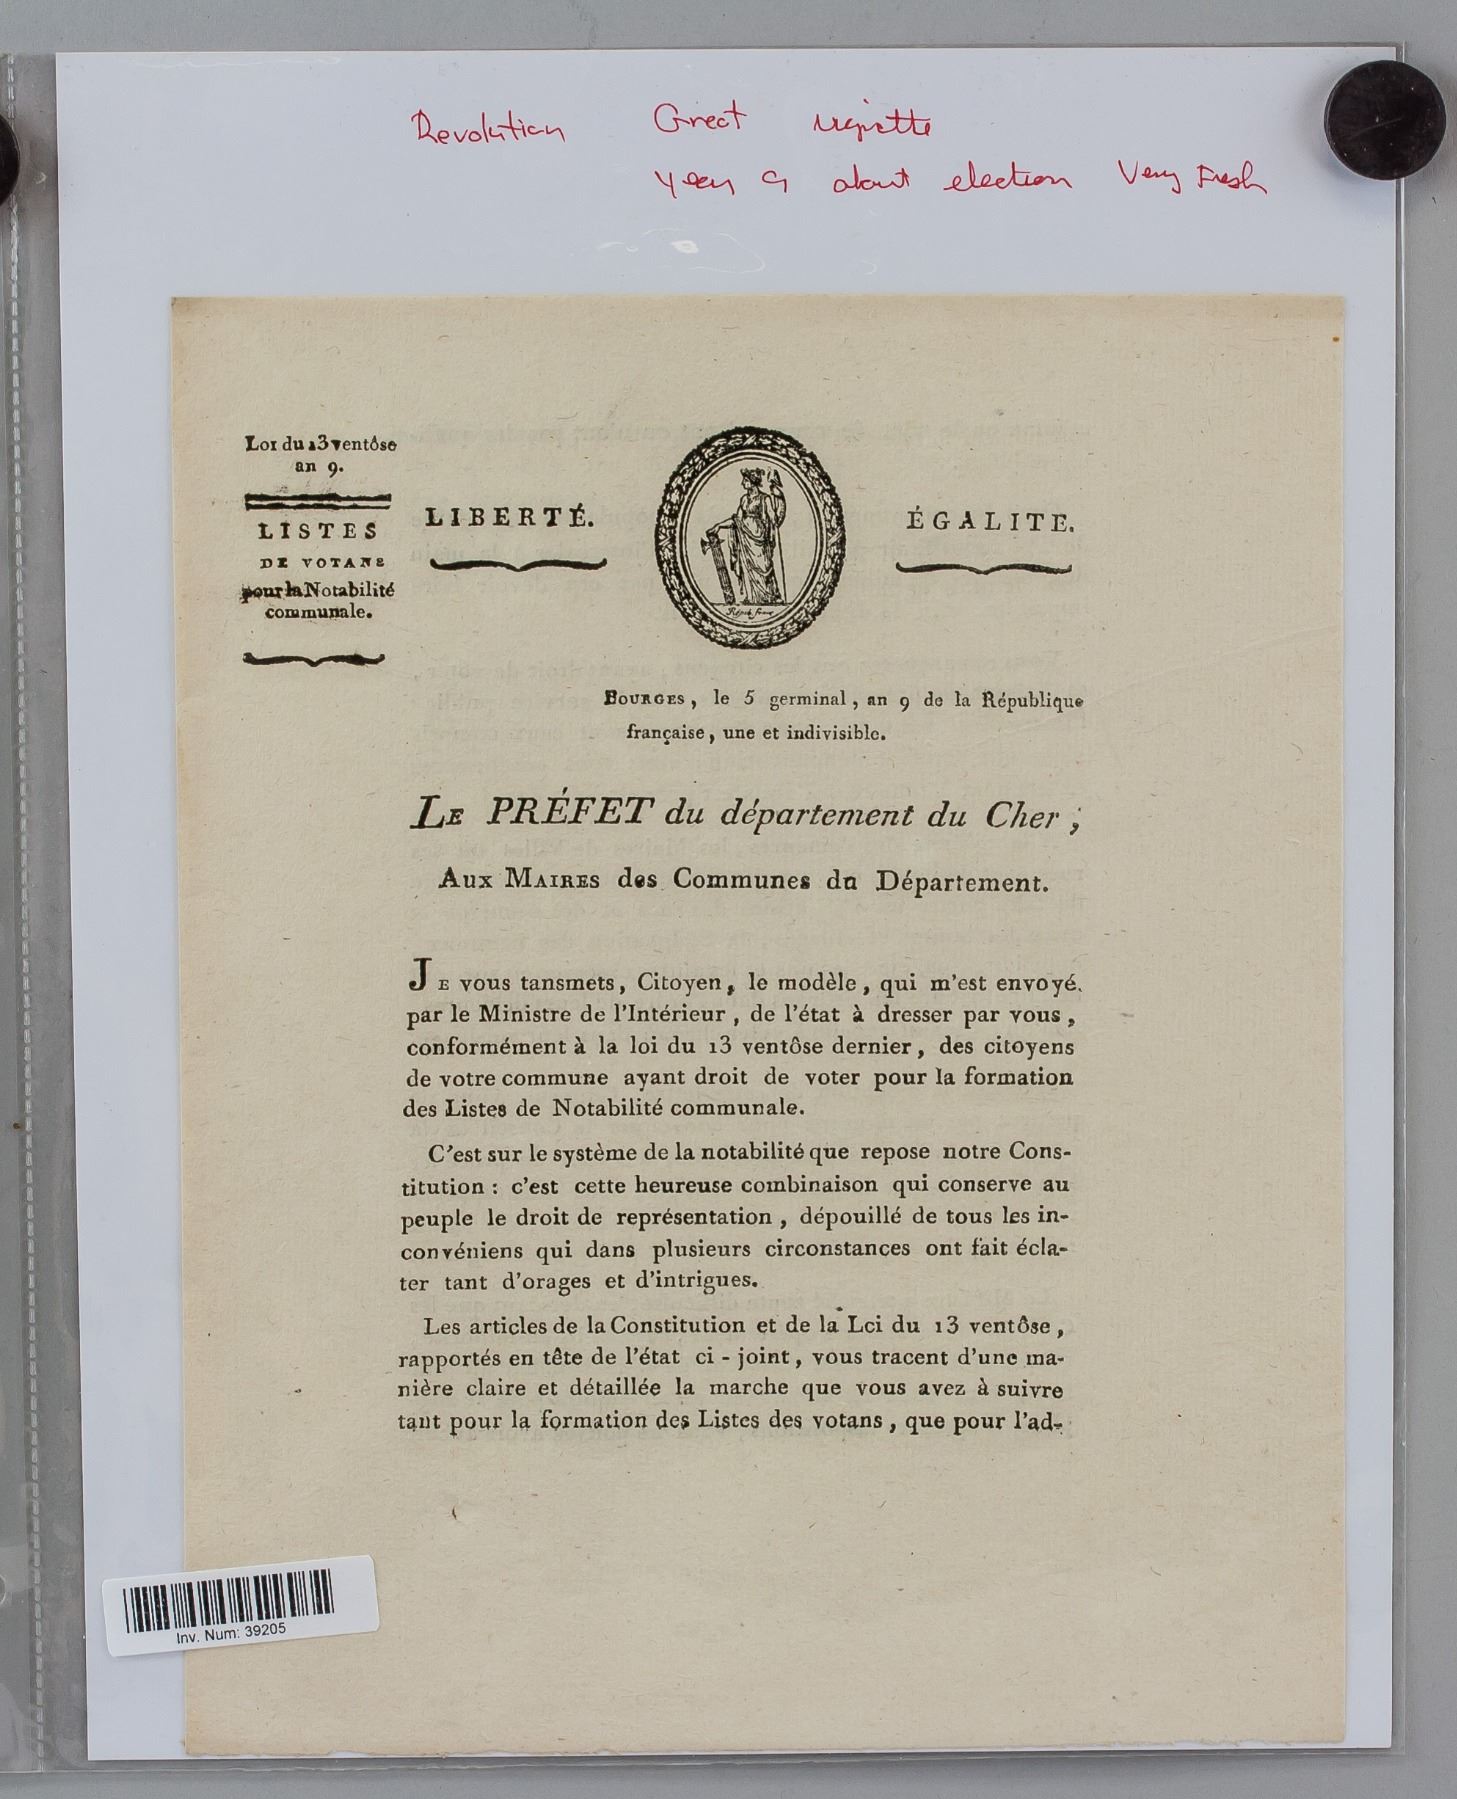 Revolution Great vignette
Year 9 about election Very Fresh
Loi du 13 ventôse
an 9.
LISTES
DE VOTANS
pour la Notabilité
communale.
LIBERTÉ.
Répub. franç.
ÉGALITE.
BOURGES, le 5 germinal, an 9 de la République
française, une et indivisible.
LE PRÉFET du département du Cher ;
AUX MAIRES des Communes du Département.
JE vous tansmets, Citoyen, le modèle, qui m'est envoyé.
par le Ministre de l'Intérieur, de l'état à dresser par vous,
conformément à la loi du 13 ventôse dernier, des citoyens
de votre commune ayant droit de voter pour la formation
des Listes de Notabilité communale.
C'est sur le système de la notabilité que repose notre Cons-
titution : c'est cette heureuse combinaison qui conserve au
peuple le droit de représentation, dépouillé de tous les in-
convéniens qui dans plusieurs circonstances ont fait écla-
ter tant d'orages et d'intrigues.
Les articles de la Constitution et de la Loi du 13 ventôse,
rapportés en tête de l'état ci-joint, vous tracent d'une ma-
nière claire et détaillée la marche que vous avez à suivre
tant pour la formation des Listes des votans, que pour l'ad-
Inv. Num: 39205